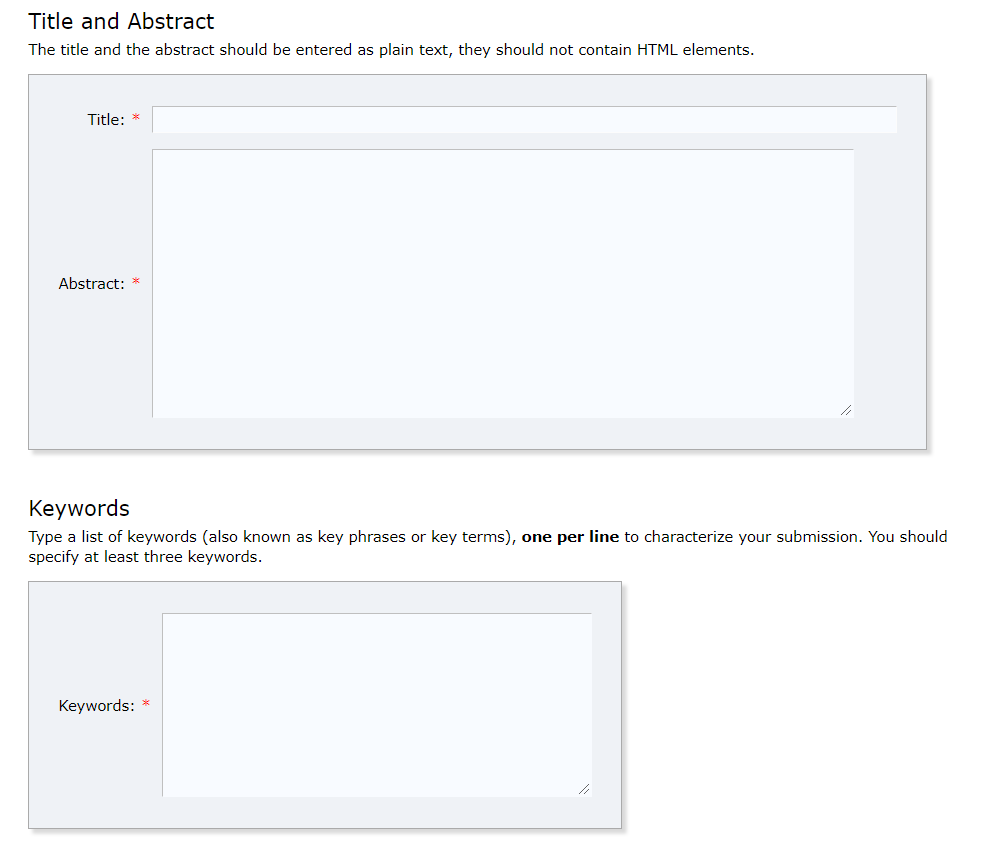 Title and Abstract
The title and the abstract should be entered as plain text, they should not contain HTML elements.
Title: *
Abstract: *
Keywords
Type a list of keywords (also known as key phrases or key terms), one per line to characterize your submission. You should
specify at least three keywords.
Keywords: *